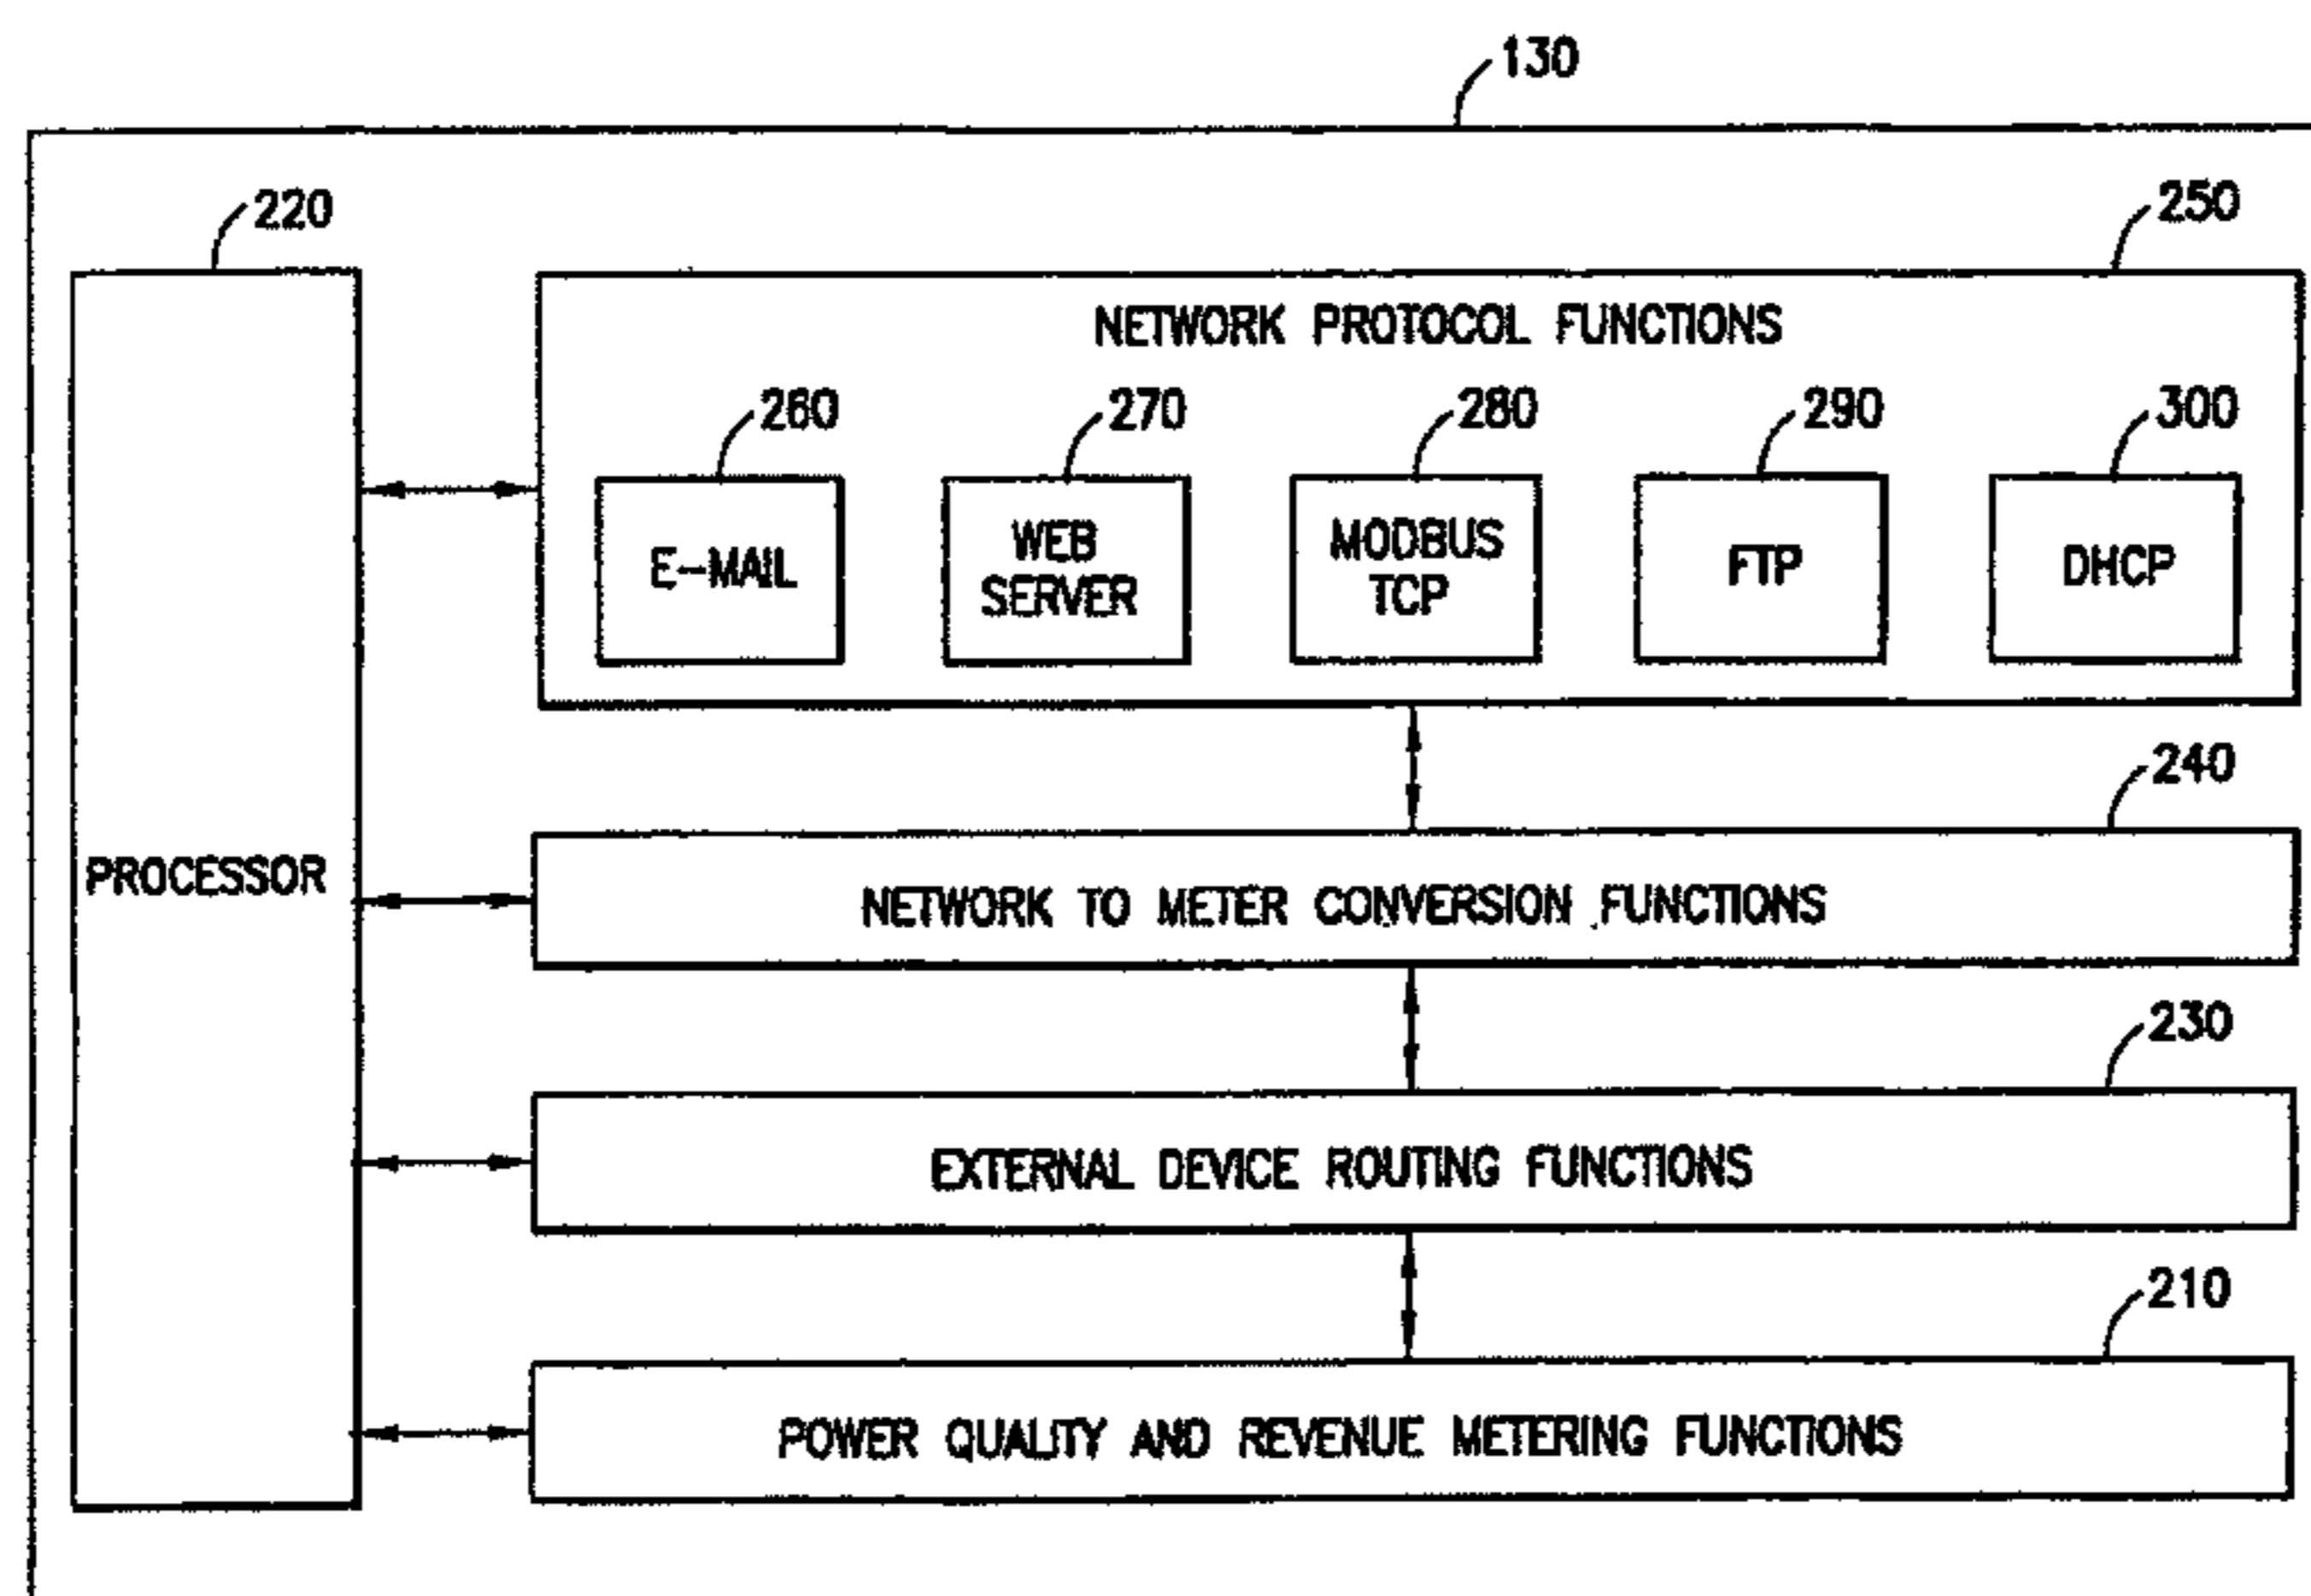 130
220
250
NETWORK PROTOCOL FUNCTIONS
260
270
280
290
300
E-MAIL
WEB
SERVER
MODBUS
TCP
FTP
DHCP
240
PROCESSOR
NETWORK TO METER CONVERSION FUNCTIONS
230
EXTERNAL DEVICE ROUTING FUNCTIONS
210
POWER QUALITY AND REVENUE METERING FUNCTIONS